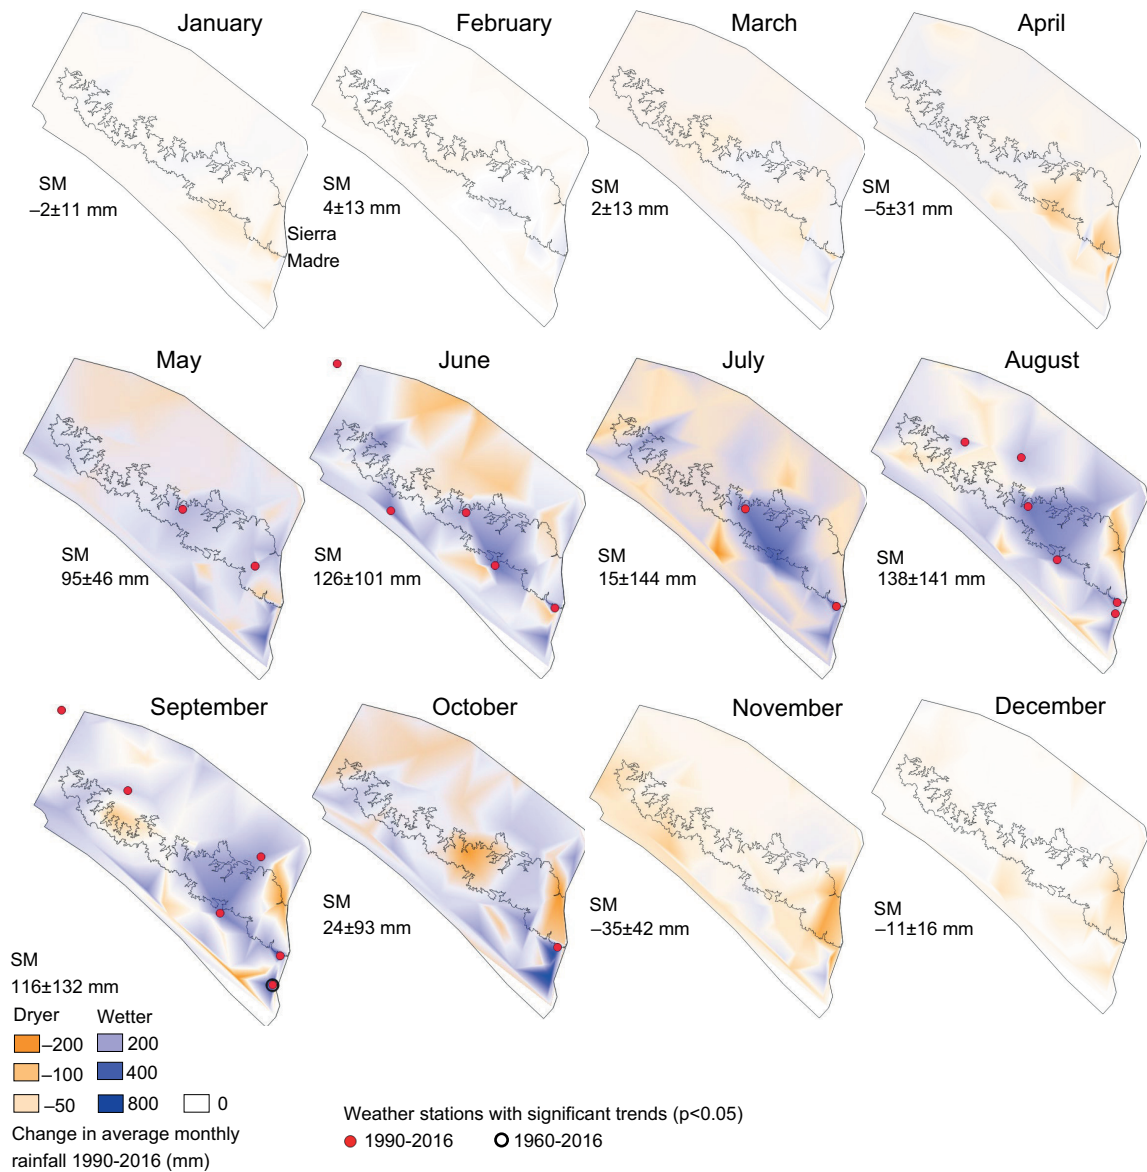 January
February
March
April
SM
–2±11 mm
SM
4±13 mm
SM
2±13 mm
SM
–5±31 mm
Sierra
Madre
May
June
July
August
SM
95±46 mm
SM
126±101 mm
SM
15±144 mm
SM
138±141 mm
September
October
November
December
SM
116±132 mm
SM
24±93 mm
SM
–35±42 mm
SM
–11±16 mm
Dryer Wetter
–200 200
–100 400
–50 800 0
Change in average monthly
rainfall 1990-2016 (mm)
Weather stations with significant trends (p<0.05)
1990-2016 1960-2016